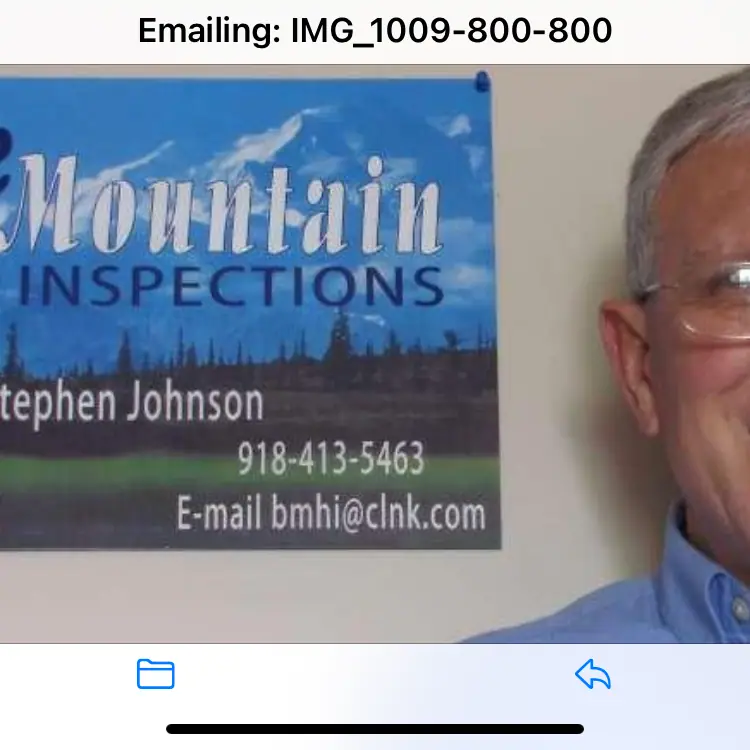 Emailing: IMG_1009-800-800
Mountain
INSPECTIONS
tephen Johnson
918-413-5463
E-mail bmhi@clnk.com